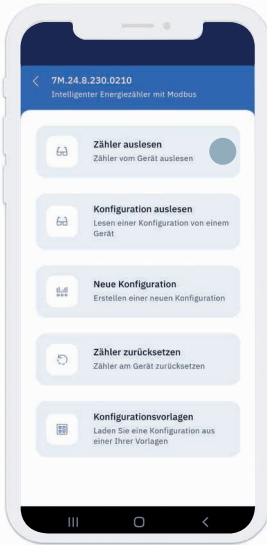 7M.24.8.230.0210
Intelligenter Energiezähler mit Modbus
Zähler auslesen
Zähler vom Gerät auslesen
Konfiguration auslesen
Lesen einer Konfiguration von einem
Gerät
Neue Konfiguration
Erstellen einer neuen Konfiguration
Zähler zurücksetzen
Zähler am Gerät zurücksetzen
Konfigurationsvorlagen
Laden Sie eine Konfiguration aus
einer Ihrer Vorlagen